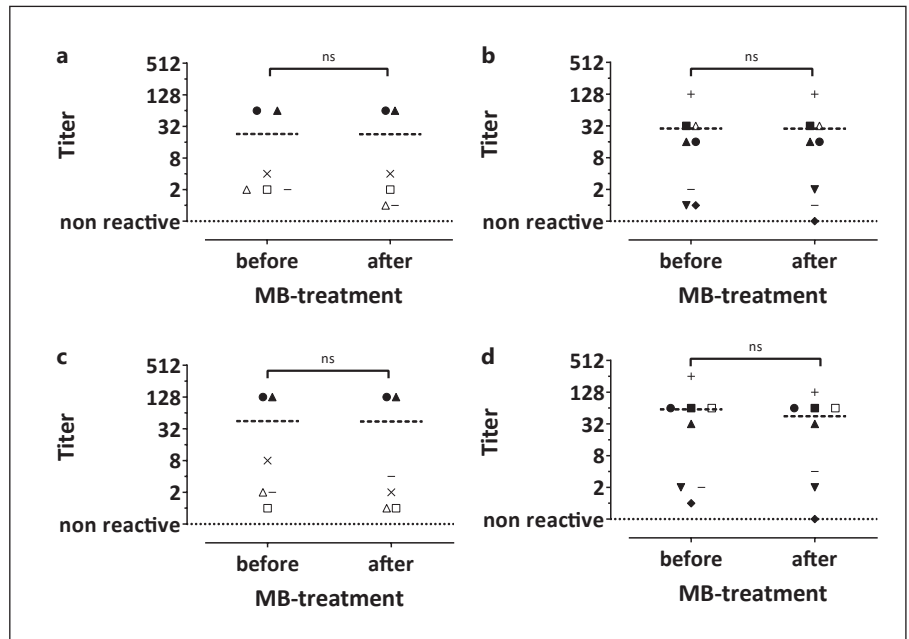 a
ns
512
128
32
8
2
non reactive
Titer
before after
MB-treatment
b
ns
512
128
32
8
2
non reactive
Titer
before after
MB-treatment
c
ns
512
128
32
8
2
non reactive
Titer
before after
MB-treatment
d
ns
512
128
32
8
2
non reactive
Titer
before after
MB-treatment